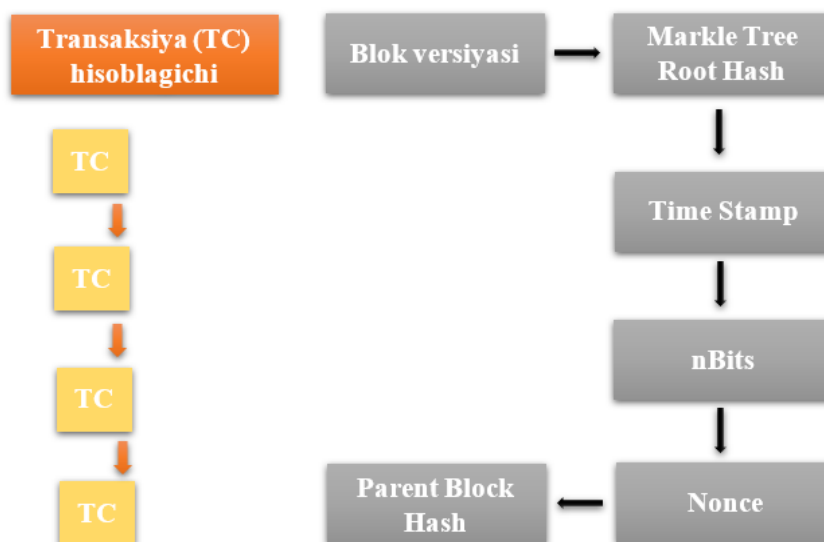 Transaksiya (TC)
hisoblagichi
TC
TC
TC
TC
Blok versiyasi
Markle Tree
Root Hash
Time Stamp
nBits
Nonce
Parent Block
Hash